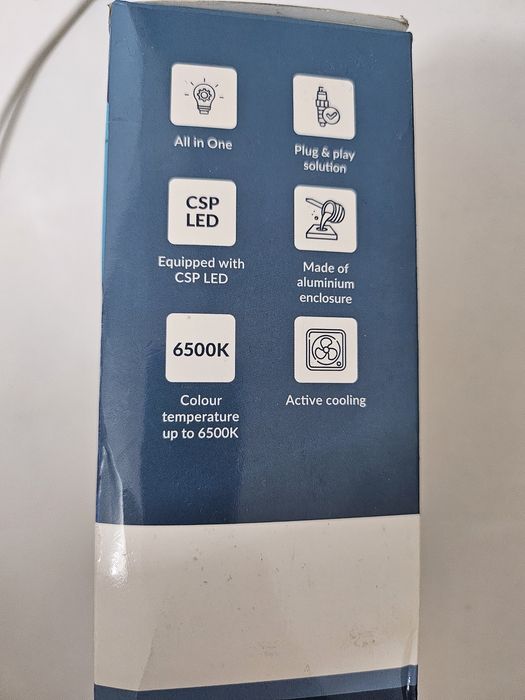 All in One
Plug & play
solution
CSP
LED
Equipped with
CSP LED
Made of
aluminium
enclosure
6500K
Colour
temperature
up to 6500K
Active cooling